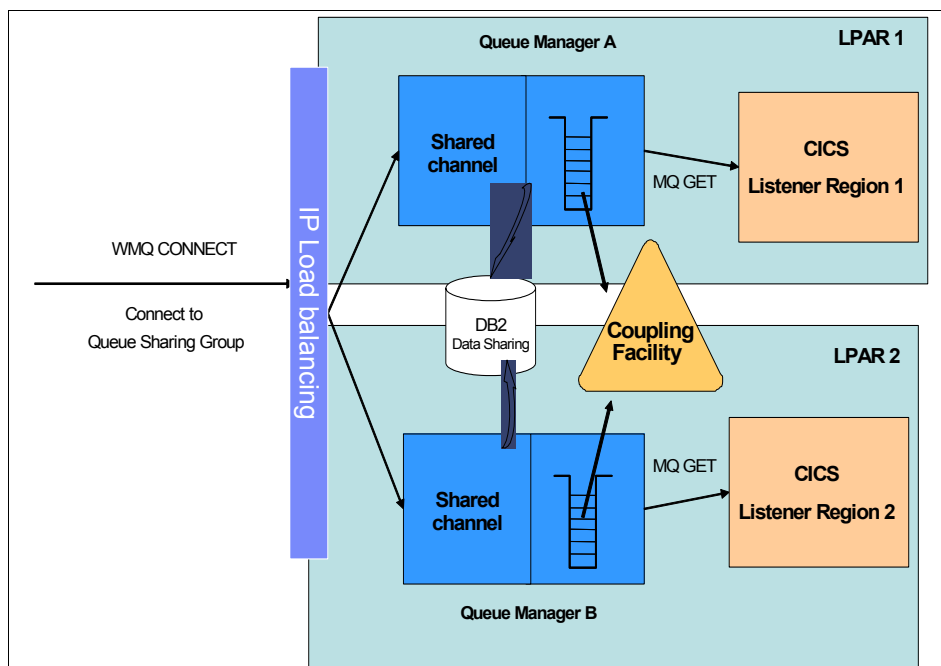 Queue Manager A
LPAR 1
Shared
channel
CICS
Listener Region 1
MQ GET
IP Load balancing
WMQ CONNECT
Connect to
Queue Sharing Group
DB2
Data Sharing
Coupling
Facility
LPAR 2
Shared
channel
MQ GET
CICS
Listener Region 2
Queue Manager B